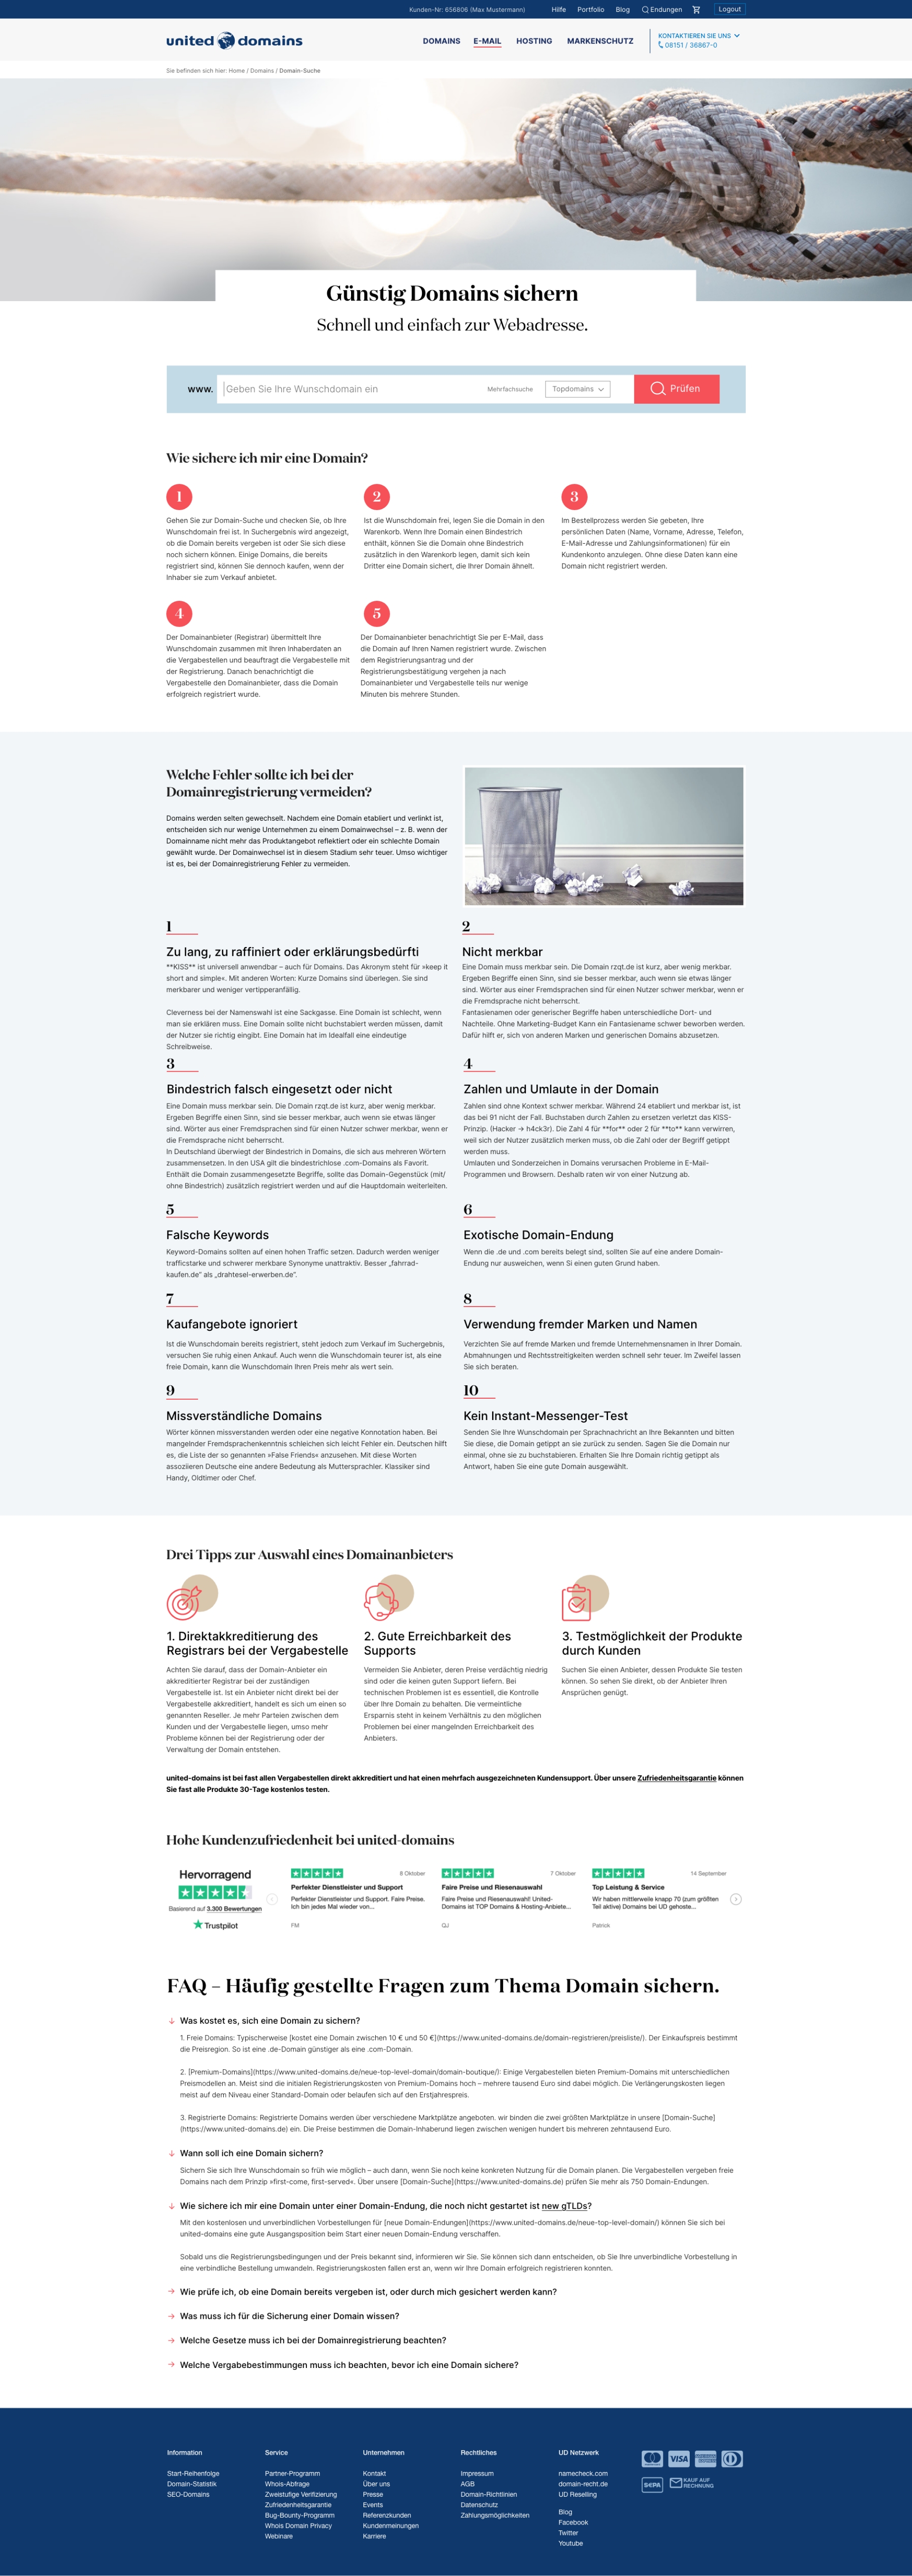 Kunden-Nr: 656806 (Max Mustermann) Hilfe Portfolio Blog Endungen Logout
united domains DOMAINS E-MAIL HOSTING MARKENSCHUTZ KONTAKTIEREN SIE UNS
08151 / 36867-0
Sie befinden sich hier: Home / Domains / Domain-Suche
Günstig Domains sichern
Schnell und einfach zur Webadresse.
www. Geben Sie Ihre Wunschdomain ein Mehrfachsuche Topdomains Prüfen
Wie sichere ich mir eine Domain?
1
Gehen Sie zur Domain-Suche und checken Sie, ob Ihre
Wunschdomain frei ist. In Suchergebnis wird angezeigt,
ob die Domain bereits vergeben ist oder Sie sich diese
noch sichern können. Einige Domains, die bereits
registriert sind, können Sie dennoch kaufen, wenn der
Inhaber sie zum Verkauf anbietet.
2
Ist die Wunschdomain frei, legen Sie die Domain in den
Warenkorb. Wenn Ihre Domain einen Bindestrich
enthält, können Sie die Domain ohne Bindestrich
zusätzlich in den Warenkorb legen, damit sich kein
Dritter eine Domain sichert, die Ihrer Domain ähnelt.
3
Im Bestellprozess werden Sie gebeten, Ihre
persönlichen Daten (Name, Vorname, Adresse, Telefon,
E-Mail-Adresse und Zahlungsinformationen) für ein
Kundenkonto anzulegen. Ohne diese Daten kann eine
Domain nicht registriert werden.
4
Der Domainanbieter (Registrar) übermittelt Ihre
Wunschdomain zusammen mit Ihren Inhaberdaten an
die Vergabestellen und beauftragt die Vergabestelle mit
der Registrierung. Danach benachrichtigt die
Vergabestelle den Domainanbieter, dass die Domain
erfolgreich registriert wurde.
5
Der Domainanbieter benachrichtigt Sie per E-Mail, dass
die Domain auf Ihren Namen registriert wurde. Zwischen
dem Registrierungsantrag und der
Registrierungsbestätigung vergehen ja nach
Domainanbieter und Vergabestelle teils nur wenige
Minuten bis mehrere Stunden.
Welche Fehler sollte ich bei der
Domainregistrierung vermeiden?
Domains werden selten gewechselt. Nachdem eine Domain etabliert und verlinkt ist,
entscheiden sich nur wenige Unternehmen zu einem Domainwechsel – z. B. wenn der
Domainname nicht mehr das Produktangebot reflektiert oder ein schlechte Domain
gewählt wurde. Der Domainwechsel ist in diesem Stadium sehr teuer. Umso wichtiger
ist es, bei der Domainregistrierung Fehler zu vermeiden.
1
Zu lang, zu raffiniert oder erklärungsbedürfti
**KISS** ist universell anwendbar – auch für Domains. Das Akronym steht für »keep it
short and simple«. Mit anderen Worten: Kurze Domains sind überlegen. Sie sind
merkbarer und weniger vertipperanfällig.
Cleverness bei der Namenswahl ist eine Sackgasse. Eine Domain ist schlecht, wenn
man sie erklären muss. Eine Domain sollte nicht buchstabiert werden müssen, damit
der Nutzer sie richtig eingibt. Eine Domain hat im Idealfall eine eindeutige
Schreibweise.
2
Nicht merkbar
Eine Domain muss merkbar sein. Die Domain rzqt.de ist kurz, aber wenig merkbar.
Ergeben Begriffe einen Sinn, sind sie besser merkbar, auch wenn sie etwas länger
sind. Wörter aus einer Fremdsprachen sind für einen Nutzer schwer merkbar, wenn er
die Fremdsprache nicht beherrscht.
Fantasienamen oder generischer Begriffe haben unterschiedliche Dort- und
Nachteile. Ohne Marketing-Budget Kann ein Fantasiename schwer beworben werden.
Dafür hilft er, sich von anderen Marken und generischen Domains abzusetzen.
3
Bindestrich falsch eingesetzt oder nicht
Eine Domain muss merkbar sein. Die Domain rzqt.de ist kurz, aber wenig merkbar.
Ergeben Begriffe einen Sinn, sind sie besser merkbar, auch wenn sie etwas länger
sind. Wörter aus einer Fremdsprachen sind für einen Nutzer schwer merkbar, wenn er
die Fremdsprache nicht beherrscht.
In Deutschland überwiegt der Bindestrich in Domains, die sich aus mehreren Wörtern
zusammensetzen. In den USA gilt die bindestrichlose .com-Domains als Favorit.
Enthält die Domain zusammengesetzte Begriffe, sollte das Domain-Gegenstück (mit/
ohne Bindestrich) zusätzlich registriert werden und auf die Hauptdomain weiterleiten.
4
Zahlen und Umlaute in der Domain
Zahlen sind ohne Kontext schwer merkbar. Während 24 etabliert und merkbar ist, ist
das bei 91 nicht der Fall. Buchstaben durch Zahlen zu ersetzen verletzt das KISS-
Prinzip. (Hacker → h4ck3r). Die Zahl 4 für **for** oder 2 für **to** kann verwirren,
weil sich der Nutzer zusätzlich merken muss, ob die Zahl oder der Begriff getippt
werden muss.
Umlauten und Sonderzeichen in Domains verursachen Probleme in E-Mail-
Programmen und Browsern. Deshalb raten wir von einer Nutzung ab.
5
Falsche Keywords
Keyword-Domains sollten auf einen hohen Traffic setzen. Dadurch werden weniger
trafficstarke und schwerer merkbare Synonyme unattraktiv. Besser „fahrrad-
kaufen.de“ als „drahtesel-erwerben.de“.
6
Exotische Domain-Endung
Wenn die .de und .com bereits belegt sind, sollten Sie auf eine andere Domain-
Endung nur ausweichen, wenn Si einen guten Grund haben.
7
Kaufangebote ignoriert
Ist die Wunschdomain bereits registriert, steht jedoch zum Verkauf im Suchergebnis,
versuchen Sie ruhig einen Ankauf. Auch wenn die Wunschdomain teurer ist, als eine
freie Domain, kann die Wunschdomain Ihren Preis mehr als wert sein.
8
Verwendung fremder Marken und Namen
Verzichten Sie auf fremde Marken und fremde Unternehmensnamen in Ihrer Domain.
Abmahnungen und Rechtsstreitigkeiten werden schnell sehr teuer. Im Zweifel lassen
Sie sich beraten.
9
Missverständliche Domains
Wörter können missverstanden werden oder eine negative Konnotation haben. Bei
mangelnder Fremdsprachenkenntnis schleichen sich leicht Fehler ein. Deutschen hilft
es, die Liste der so genannten »False Friends« anzusehen. Mit diese Worten
assoziieren Deutsche eine andere Bedeutung als Muttersprachler. Klassiker sind
Handy, Oldtimer oder Chef.
10
Kein Instant-Messenger-Test
Senden Sie Ihre Wunschdomain per Sprachnachricht an Ihre Bekannten und bitten
Sie diese, die Domain getippt an sie zurück zu senden. Sagen Sie die Domain nur
einmal, ohne sie zu buchstabieren. Erhalten Sie Ihre Domain richtig getippt als
Antwort, haben Sie eine gute Domain ausgewählt.
Drei Tipps zur Auswahl eines Domainanbieters
1. Direktakkreditierung des
Registrars bei der Vergabestelle
Achten Sie darauf, dass der Domain-Anbieter ein
akkreditierter Registrar bei der zuständigen
Vergabestelle ist. Ist ein Anbieter nicht direkt bei der
Vergabestelle akkreditiert, handelt es sich um einen so
genannten Reseller. Je mehr Parteien zwischen dem
Kunden und der Vergabestelle liegen, umso mehr
Probleme können bei der Registrierung oder der
Verwaltung der Domain entstehen.
2. Gute Erreichbarkeit des
Supports
Vermeiden Sie Anbieter, deren Preise verdächtig niedrig
sind oder die keinen guten Support liefern. Bei
technischen Problemen ist es essentiell, die Kontrolle
über Ihre Domain zu behalten. Die vermeintliche
Ersparnis steht in keinem Verhältnis zu den möglichen
Problemen bei einer mangelnden Erreichbarkeit des
Anbieters.
3. Testmöglichkeit der Produkte
durch Kunden
Suchen Sie einen Anbieter, dessen Produkte Sie testen
können. So sehen Sie direkt, ob der Anbieter Ihren
Ansprüchen genügt.
united-domains ist bei fast allen Vergabestellen direkt akkreditiert und hat einen mehrfach ausgezeichneten Kundensupport. Über unsere Zufriedenheitsgarantie können
Sie fast alle Produkte 30-Tage kostenlos testen.
Hohe Kundenzufriedenheit bei united-domains
Hervorragend
Basierend auf 3.300 Bewertungen
Trustpilot
8 Oktober
Perfekter Dienstleister und Support
Perfekter Dienstleister und Support. Faire Preise.
Ich bin jedes Mal wieder von...
FM
7 Oktober
Faire Preise und Riesenauswahl
Faire Preise und Riesenauswahl! United-
Domains ist TOP Domains & Hosting-Anbiete...
QJ
14 September
Top Leistung & Service
Wir haben mittlerweile knapp 70 (zum größten
Teil aktive) Domains bei UD gehoste...
Patrick
FAQ – Häufig gestellte Fragen zum Thema Domain sichern.
Was kostet es, sich eine Domain zu sichern?
1. Freie Domains: Typischerweise [kostet eine Domain zwischen 10 € und 50 €](https://www.united-domains.de/domain-registrieren/preisliste/). Der Einkaufspreis bestimmt
die Preisregion. So ist eine .de-Domain günstiger als eine .com-Domain.
2. [Premium-Domains](https://www.united-domains.de/neue-top-level-domain/domain-boutique/): Einige Vergabestellen bieten Premium-Domains mit unterschiedlichen
Preismodellen an. Meist sind die initialen Registrierungskosten von Premium-Domains hoch – mehrere tausend Euro sind dabei möglich. Die Verlängerungskosten liegen
meist auf dem Niveau einer Standard-Domain oder belaufen sich auf den Erstjahrespreis.
3. Registrierte Domains: Registrierte Domains werden über verschiedene Marktplätze angeboten. wir binden die zwei größten Marktplätze in unsere [Domain-Suche]
(https://www.united-domains.de) ein. Die Preise bestimmen die Domain-Inhaberund liegen zwischen wenigen hundert bis mehreren zehntausend Euro.
Wann soll ich eine Domain sichern?
Sichern Sie sich Ihre Wunschdomain so früh wie möglich – auch dann, wenn Sie noch keine konkreten Nutzung für die Domain planen. Die Vergabestellen vergeben freie
Domains nach dem Prinzip »first-come, first-served«. Über unsere [Domain-Suche](https://www.united-domains.de) prüfen Sie mehr als 750 Domain-Endungen.
Wie sichere ich mir eine Domain unter einer Domain-Endung, die noch nicht gestartet ist new gTLDs?
Mit den kostenlosen und unverbindlichen Vorbestellungen für [neue Domain-Endungen](https://www.united-domains.de/neue-top-level-domain/) können Sie sich bei
united-domains eine gute Ausgangsposition beim Start einer neuen Domain-Endung verschaffen.
Sobald uns die Registrierungsbedingungen und der Preis bekannt sind, informieren wir Sie. Sie können sich dann entscheiden, ob Sie Ihre unverbindliche Vorbestellung in
eine verbindliche Bestellung umwandeln. Registrierungskosten fallen erst an, wenn wir Ihre Domain erfolgreich registrieren konnten.
Wie prüfe ich, ob eine Domain bereits vergeben ist, oder durch mich gesichert werden kann?
Was muss ich für die Sicherung einer Domain wissen?
Welche Gesetze muss ich bei der Domainregistrierung beachten?
Welche Vergabebestimmungen muss ich beachten, bevor ich eine Domain sichere?
Information
Start-Reihenfolge
Domain-Statistik
SEO-Domains
Service
Partner-Programm
Whois-Abfrage
Zweistufige Verifizierung
Zufriedenheitsgarantie
Bug-Bounty-Programm
Whois Domain Privacy
Webinare
Unternehmen
Kontakt
Über uns
Presse
Events
Referenzkunden
Kundenmeinungen
Karriere
Rechtliches
Impressum
AGB
Domain-Richtlinien
Datenschutz
Zahlungsmöglichkeiten
UD Netzwerk
namecheck.com
domain-recht.de
UD Reselling
Blog
Facebook
Twitter
Youtube
VISA
SEPA KAUF AUF
RECHNUNG